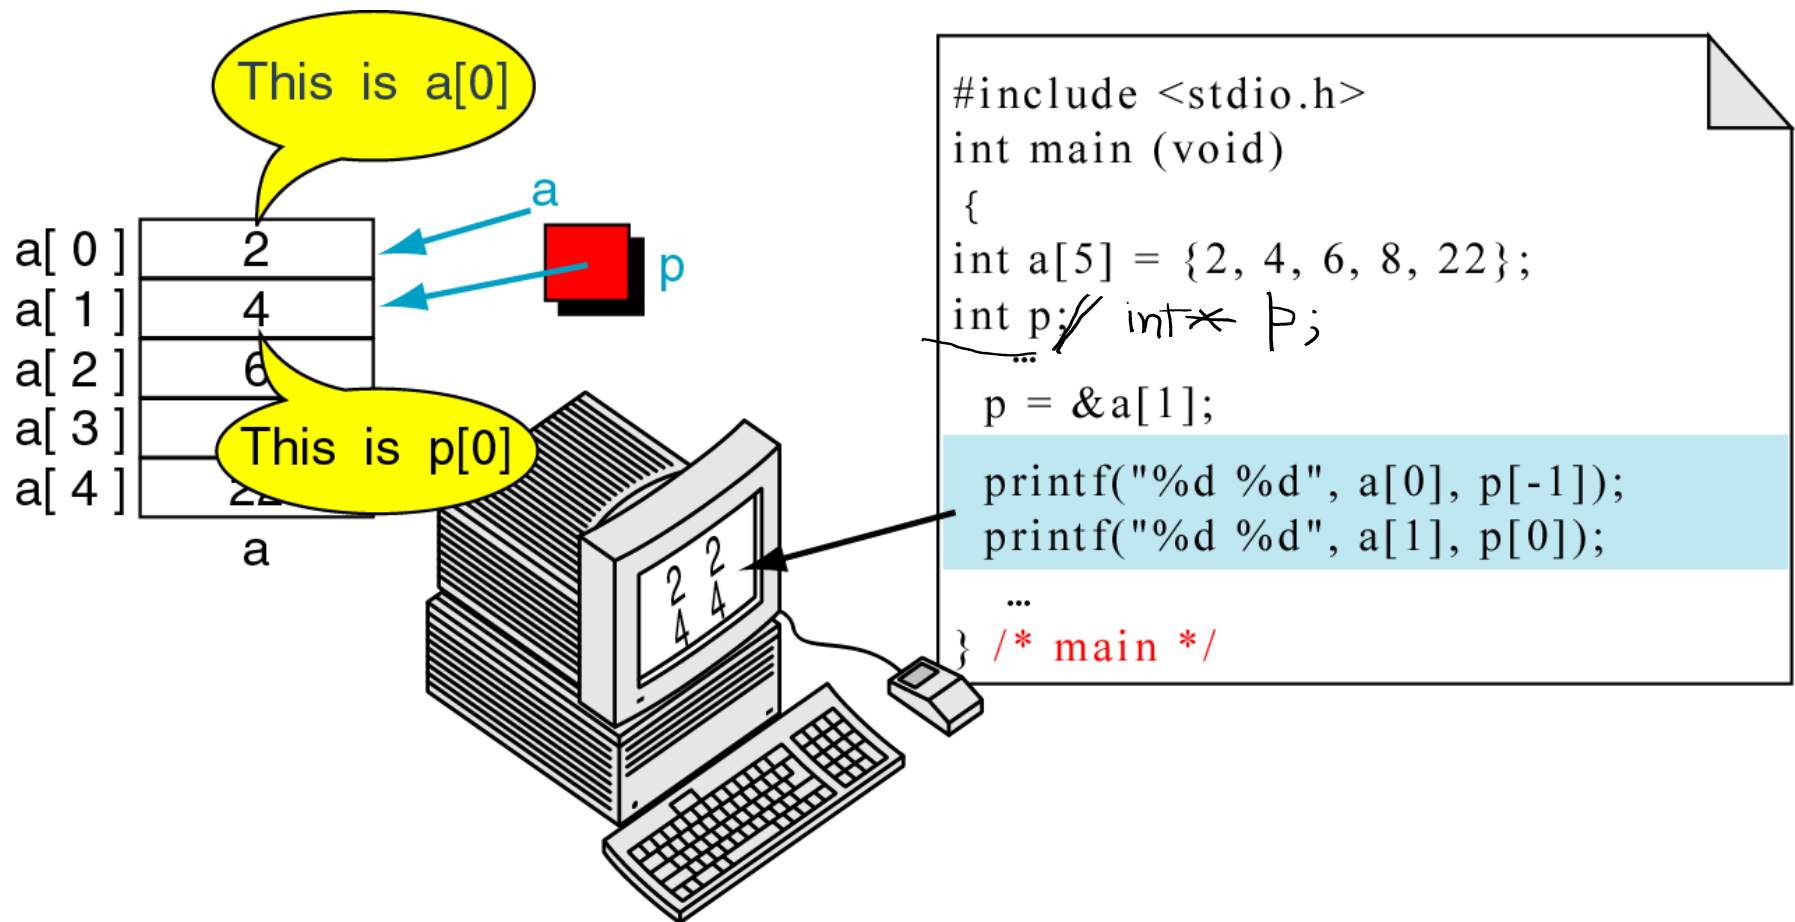 This is a[0]
a
a[ 0 ] 2
p
a[ 1 ] 4
a[ 2 ] 6
a[ 3 ]
This is p[0]
a[ 4 ] 22
a
2 2
4 4
#include <stdio.h>
int main (void)
{
int a[5] = {2, 4, 6, 8, 22};
int p; int* p;
...
p = &a[1];
printf("%d %d", a[0], p[-1]);
printf("%d %d", a[1], p[0]);
...
} /* main */